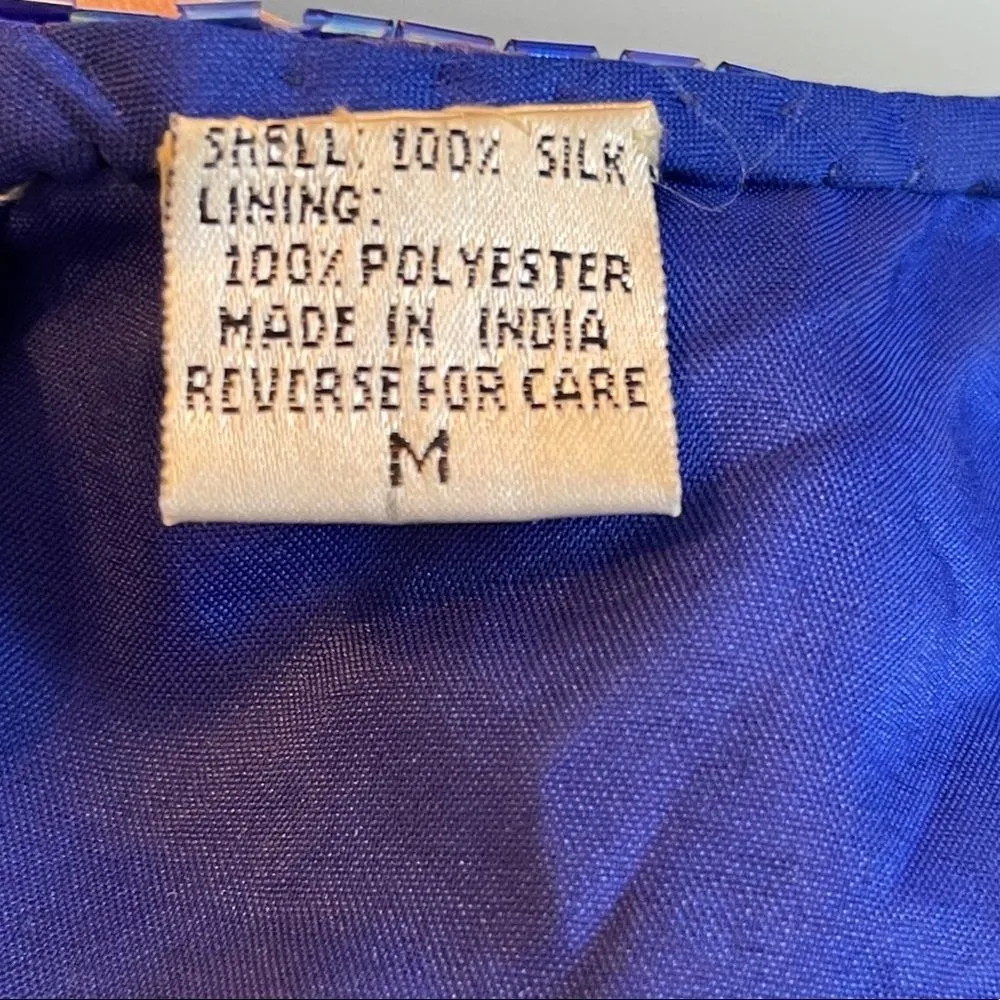 SHELL: 100% SILK
LINING:
100% POLYESTER
MADE IN INDIA
REVERSE FOR CARE
M